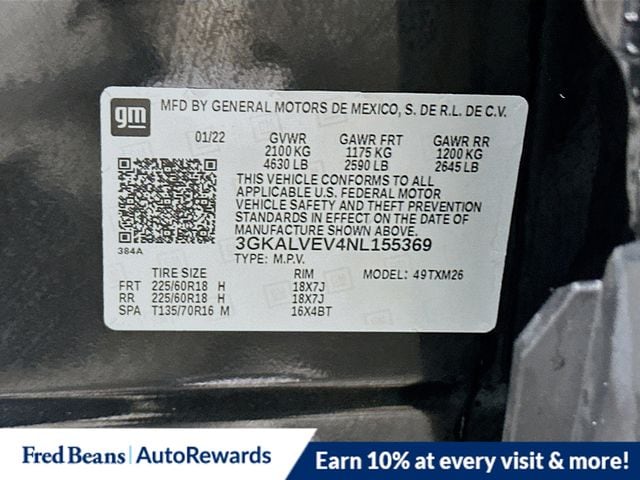 gm
MFD BY GENERAL MOTORS DE MEXICO, S. DE R.L. DE C.V.
01/22 GVWR GAWR FRT GAWR RR
2100 KG 1175 KG 1200 KG
4630 LB 2590 LB 2645 LB
THIS VEHICLE CONFORMS TO ALL
APPLICABLE U.S. FEDERAL MOTOR
VEHICLE SAFETY AND THEFT PREVENTION
STANDARDS IN EFFECT ON THE DATE OF
MANUFACTURE SHOWN ABOVE.
384A
3GKALVEV4NL155369
TYPE: M.P.V.
TIRE SIZE RIM MODEL: 49TXM26
FRT 225/60R18 H 18X7J
RR 225/60R18 H 18X7J
SPA T135/70R16 M 16X4BT
Fred Beans | AutoRewards
Earn 10% at every visit & more!